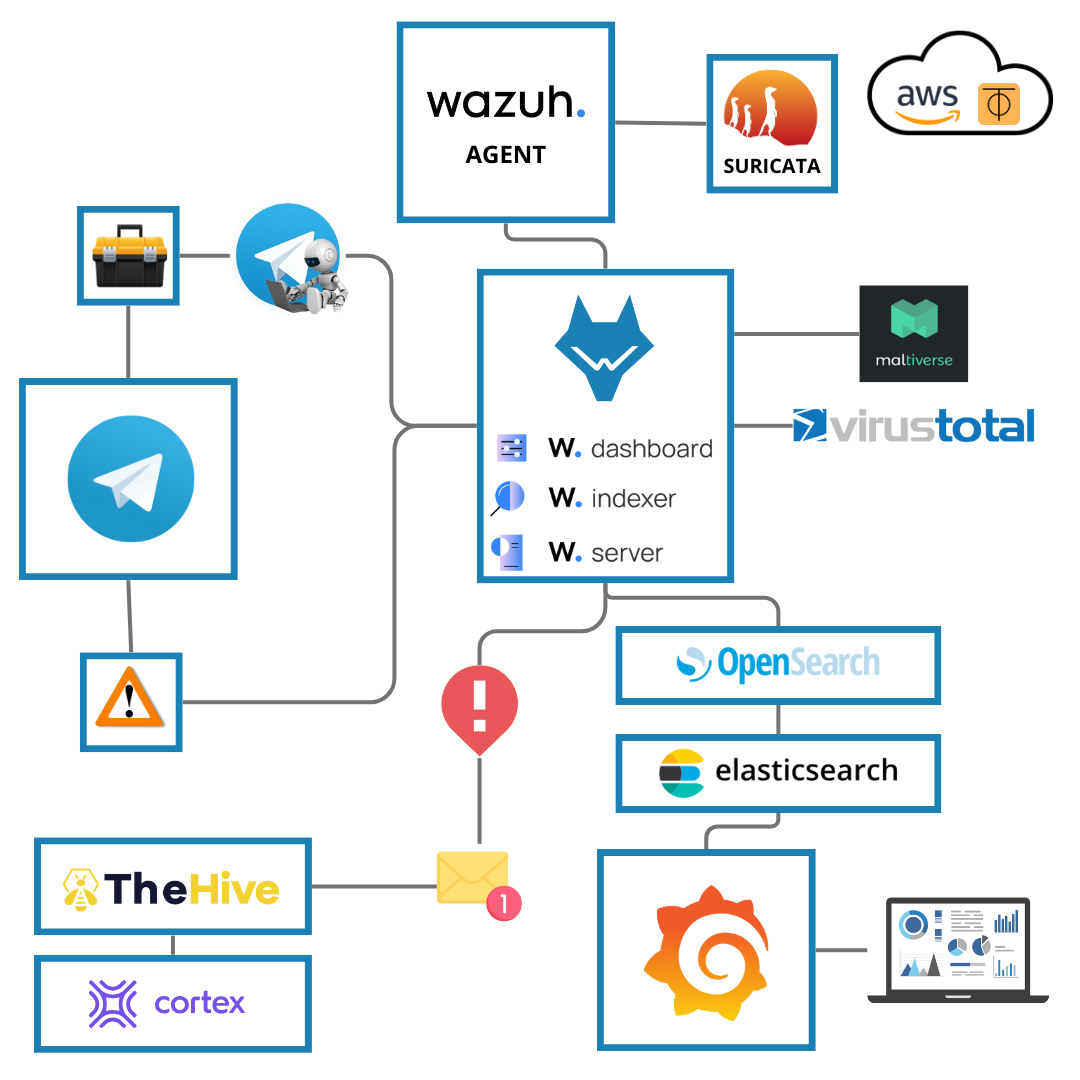 wazuh.
AGENT
SURICATA
aws
maltiverse
virustotal
W. dashboard
W. indexer
W. server
OpenSearch
elasticsearch
TheHive
1
cortex